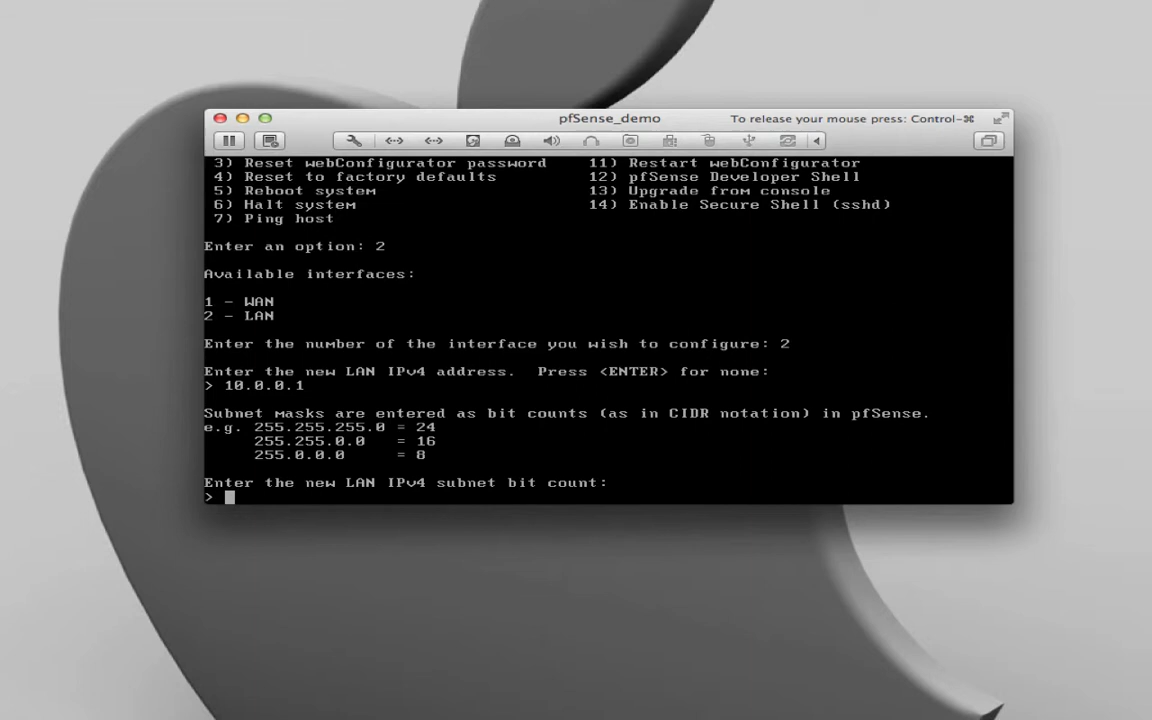 pfSense_demo
To release your mouse press: Control-⌘
3) Reset webConfigurator password 11) Restart webConfigurator
4) Reset to factory defaults 12) pfSense Developer Shell
5) Reboot system 13) Upgrade from console
6) Halt system 14) Enable Secure Shell (sshd)
7) Ping host
Enter an option: 2
Available interfaces:
1 - WAN
2 - LAN
Enter the number of the interface you wish to configure: 2
Enter the new LAN IPv4 address. Press <ENTER> for none:
> 10.0.0.1
Subnet masks are entered as bit counts (as in CIDR notation) in pfSense.
e.g. 255.255.255.0 = 24
255.255.0.0 = 16
255.0.0.0 = 8
Enter the new LAN IPv4 subnet bit count:
>